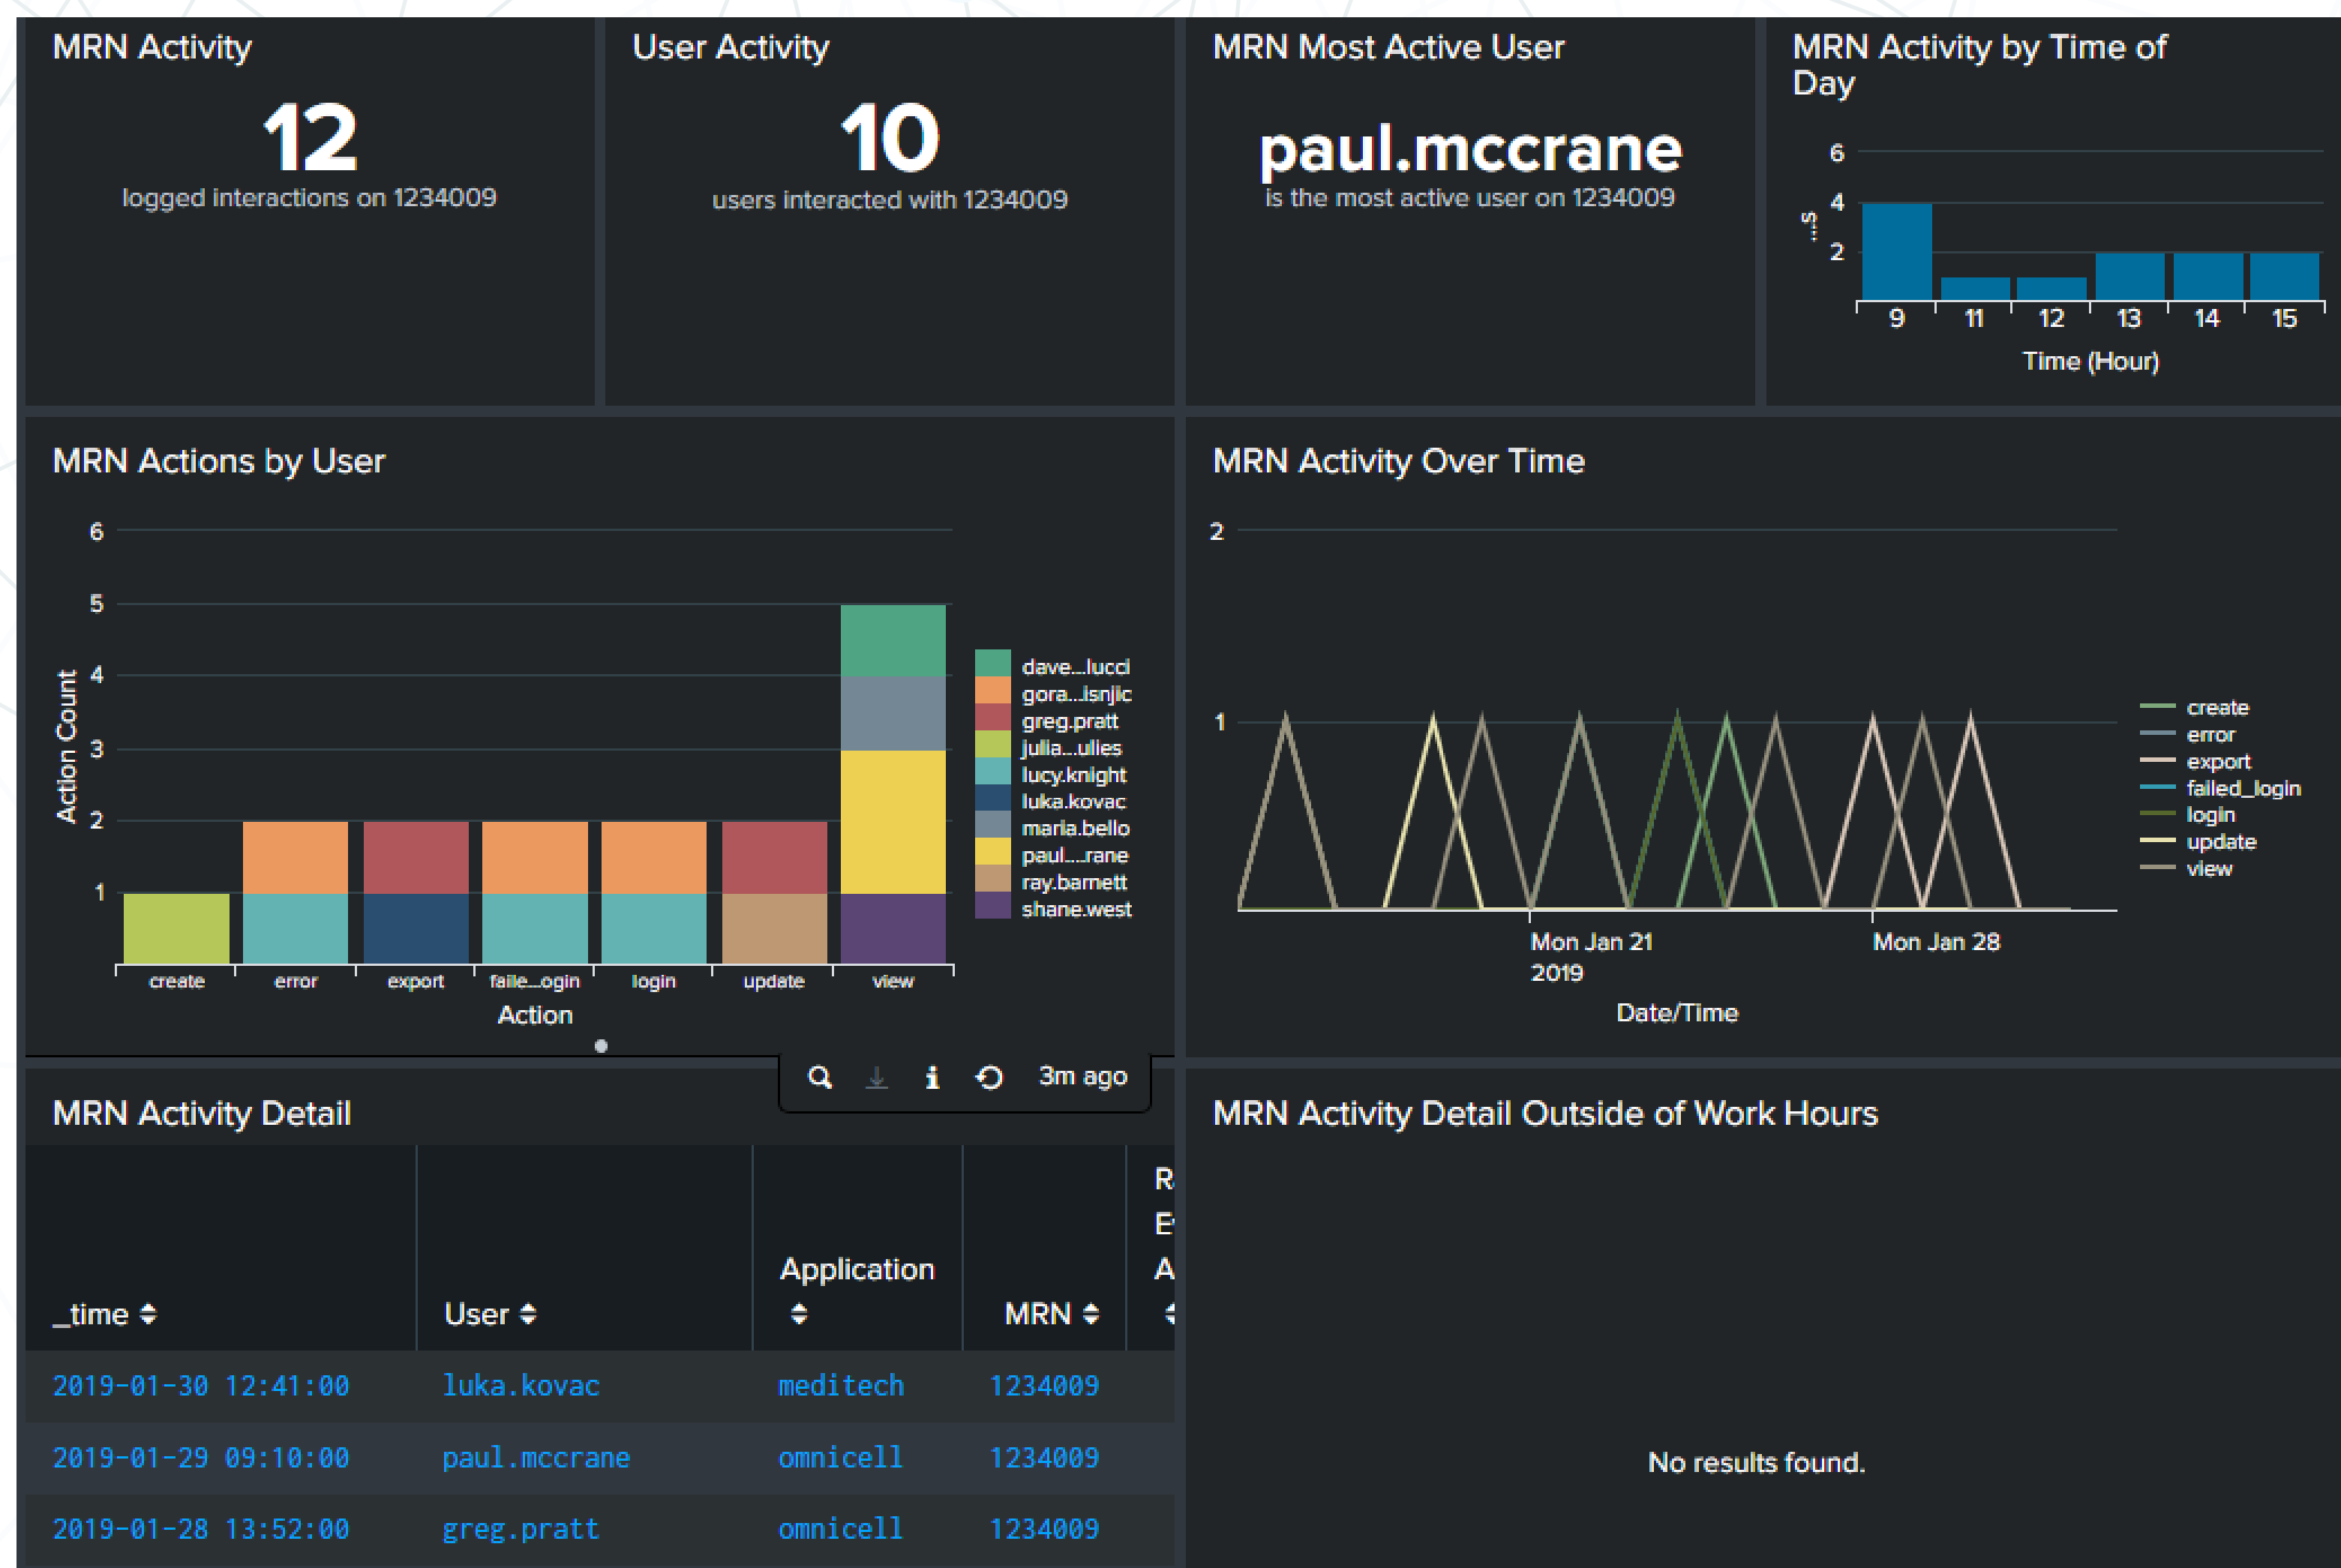 MRN Activity
12
logged interactions on 1234009
User Activity
10
users interacted with 1234009
MRN Most Active User
paul.mccrane
is the most active user on 1234009
MRN Activity by Time of
Day
...s
6
4
2
9 11 12 13 14 15
Time (Hour)
MRN Actions by User
Action Count
6
5
4
3
2
1
create error export faile...ogin login update view
Action
dave...lucci
gora...isnjic
greg.pratt
julia...ulies
lucy.knight
luka.kovac
maria.bello
paul....rane
ray.barnett
shane.west
MRN Activity Over Time
2
1
Mon Jan 21
2019
Mon Jan 28
Date/Time
create
error
export
failed_login
login
update
view
3m ago
MRN Activity Detail
_time User Application MRN
2019-01-30 12:41:00 luka.kovac meditech 1234009
2019-01-29 09:10:00 paul.mccrane omnicell 1234009
2019-01-28 13:52:00 greg.pratt omnicell 1234009
MRN Activity Detail Outside of Work Hours
No results found.